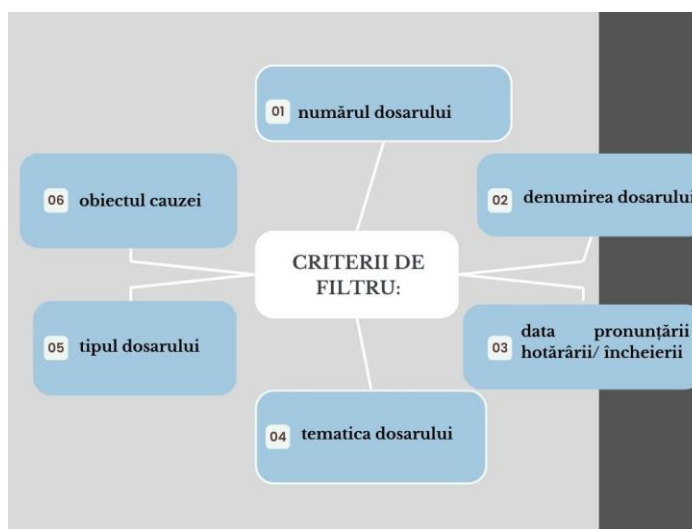 01 numărul dosarului
02 denumirea dosarului
06 obiectul cauzei
CRITERII DE
FILTRU:
data pronunțării
03 hotărârii/ încheierii
05 tipul dosarului
04 tematica dosarului